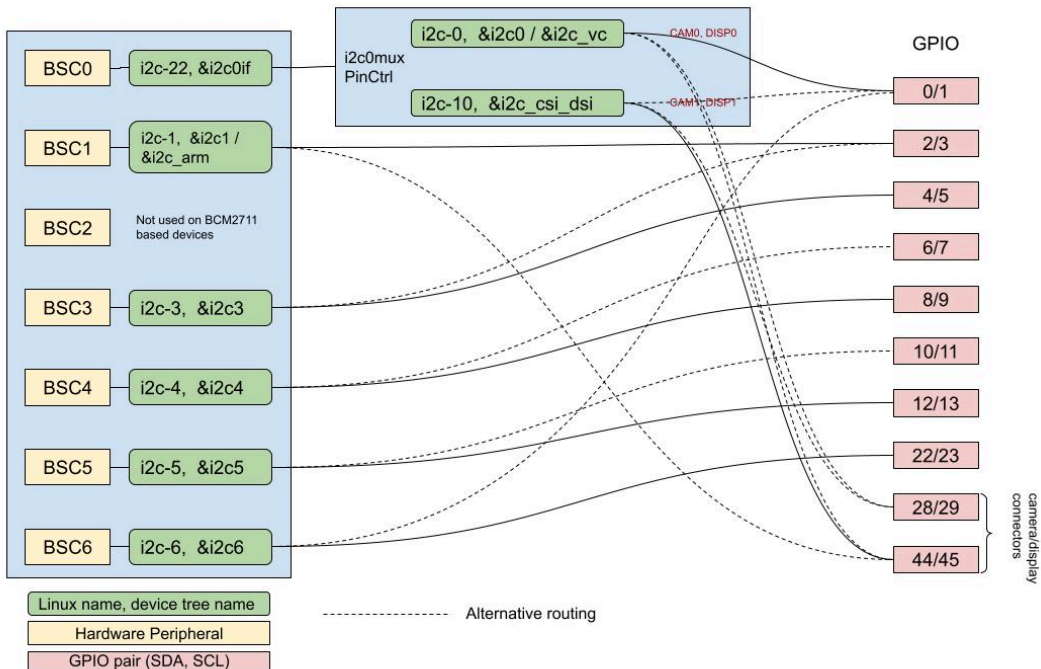 i2c0mux
PinCtrl
i2c-0, &i2c0 / &i2c_vc
CAM0, DISP0
i2c-10, &i2c_csi_dsi
CAM1, DISP1
GPIO
BSC0
i2c-22, &i2c0if
0/1
BSC1
i2c-1, &i2c1 /
&i2c_arm
2/3
BSC2
Not used on BCM2711
based devices
4/5
6/7
BSC3
i2c-3, &i2c3
8/9
10/11
BSC4
i2c-4, &i2c4
12/13
BSC5
i2c-5, &i2c5
22/23
28/29
BSC6
i2c-6, &i2c6
44/45
camera/display
connectors
Linux name, device tree name
Hardware Peripheral
GPIO pair (SDA, SCL)
Alternative routing